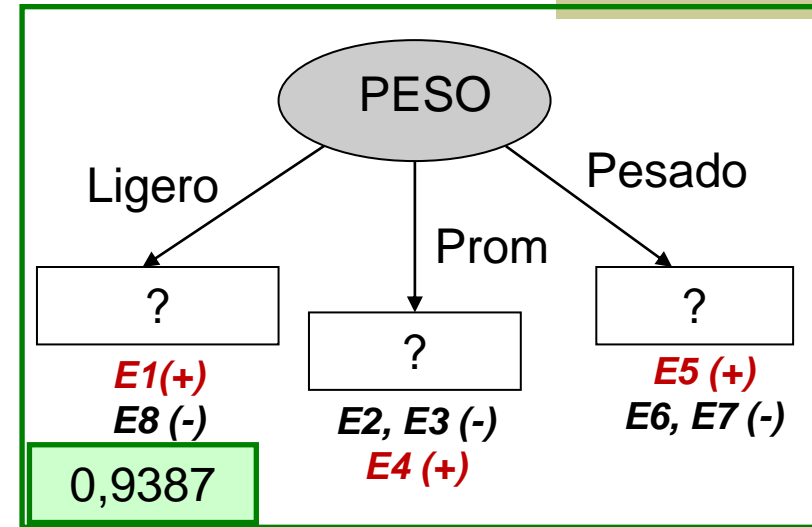 PESO
Ligero
Prom
Pesado
?
E1(+)
E8 (-)
?
E2, E3 (-)
E4 (+)
?
E5 (+)
E6, E7 (-)
0,9387